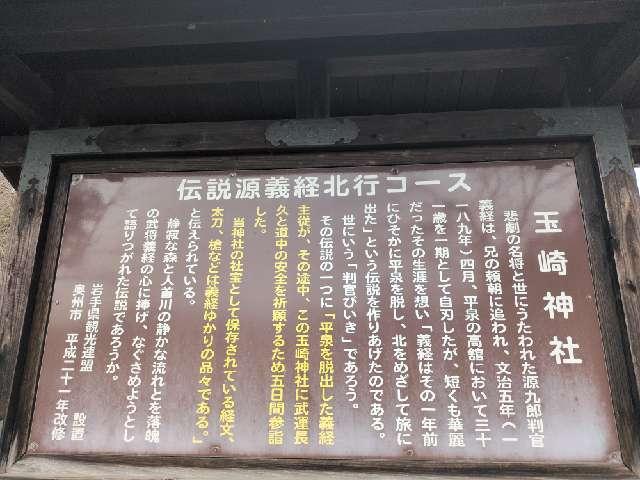 伝説源義経北行コース
玉崎神社
悲劇の名将と世にうたわれた源九郎判官
義経は、兄の頼朝に追われ、文治五年(一
一八九年)四月、平泉の高館において三十
一歳を一期として自刃したが、短くも華麗
だったその生涯を想い「義経はその一年前
にひそかに平泉を脱し、北をめざして旅に
出た」という伝説を作りあげたのである。
世にいう「判官びいき」であろう。
その伝説の一つに「平泉を脱出した義経
主従が、その途中、この玉崎神社に武運長
久と道中の安全を祈願するため五日間参詣
した。
当神社の社宝として保存されている経文、
太刀、槍などは義経ゆかりの品々である。」
と伝えられている。
静寂な森と人首川の静かな流れとを落魄
の武将義経の心に捧げ、なぐさめようとし
て語りつがれた伝説であろうか。
岩手県観光連盟
奥州市 設置
平成二十一年改修